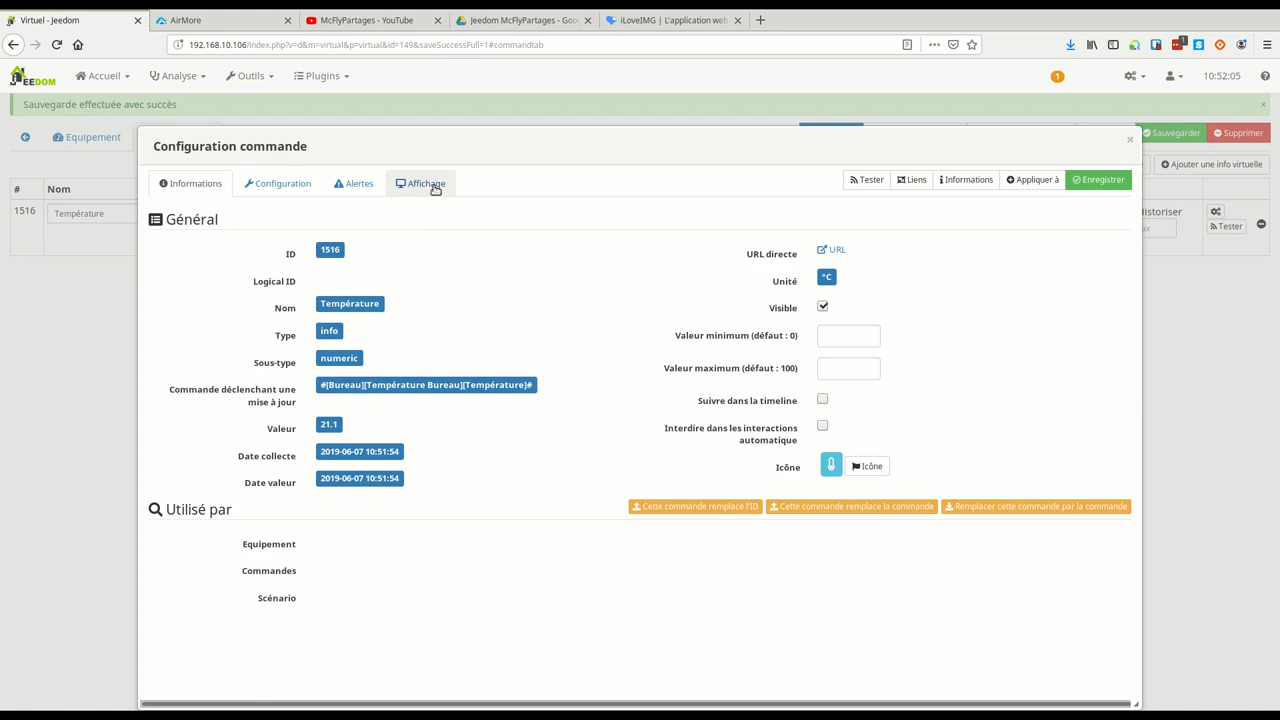 Virtuel - Jeedom
AirMore
McFlyPartages - YouTube
Jeedom McFlyPartages - Goo
iLoveIMG | L'application web
192.168.10.106/index.php?v=d&m=virtual&p=virtual&id=149&saveSuccessFull=1#commandtab
1
JEEDOM Accueil Analyse Outils Plugins 1 10:52:05
Sauvegarde effectuée avec succès
Equipement Sauvegarder Supprimer
Configuration commande
Ajouter une info virtuelle
Informations Configuration Alertes Affichage Tester Liens Informations Appliquer à Enregistrer
# Nom
1516 Température
Historiser
ax Tester
Général
ID 1516
Logical ID
Nom Température
Type info
Sous-type numeric
Commande déclenchant une
mise à jour
#[Bureau][Température Bureau][Température]#
Valeur 21.1
Date collecte 2019-06-07 10:51:54
Date valeur 2019-06-07 10:51:54
URL directe URL
Unité °C
Visible
Valeur minimum (défaut : 0)
Valeur maximum (défaut : 100)
Suivre dans la timeline
Interdire dans les interactions
automatique
Icône Icône
Utilisé par
Cette commande remplace l'ID Cette commande remplace la commande Remplacer cette commande par la commande
Equipement
Commandes
Scénario